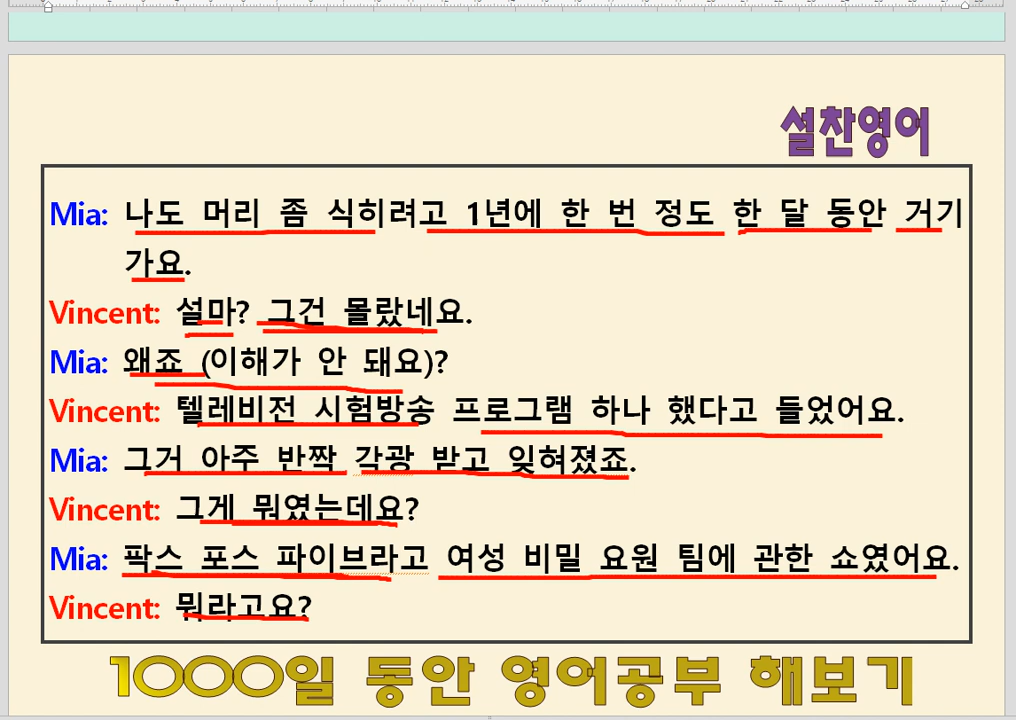 설찬영어
Mia: 나도 머리 좀 식히려고 1년에 한 번 정도 한 달 동안 거기
가요.
Vincent: 설마? 그건 몰랐네요.
Mia: 왜죠 (이해가 안 돼요)?
Vincent: 텔레비전 시험방송 프로그램 하나 했다고 들었어요.
Mia: 그거 아주 반짝 각광 받고 잊혀졌죠.
Vincent: 그게 뭐였는데요?
Mia: 팍스 포스 파이브라고 여성 비밀 요원 팀에 관한 쇼였어요.
Vincent: 뭐라고요?
1000일 동안 영어공부 해보기